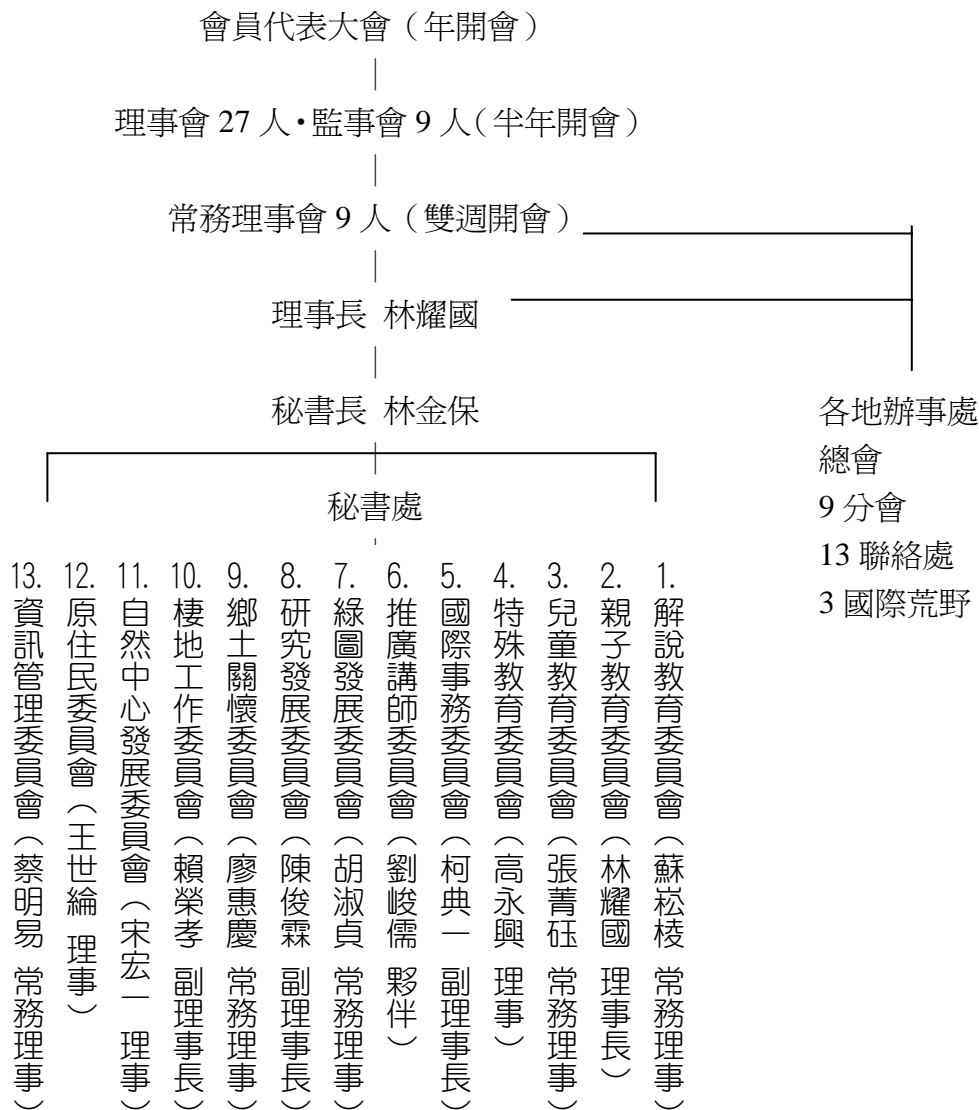 會員代表大會（年開會）
理事會 27 人・監事會 9 人（半年開會）
常務理事會 9 人（雙週開會）
理事長 林耀國
秘書長 林金保
各地辦事處
總會
9 分會
13 聯絡處
3 國際荒野
秘書處
1. 解說教育委員會（蘇崧棱 常務理事）
2. 親子教育委員會（林耀國 理事長）
3. 兒童教育委員會（張菁砡 常務理事）
4. 特殊教育委員會（高永興 理事）
5. 國際事務委員會（柯典一 副理事長）
6. 推廣講師委員會（劉峻儒 夥伴）
7. 綠圖發展委員會（胡淑貞 常務理事）
8. 研究發展委員會（陳俊霖 副理事長）
9. 鄉土關懷委員會（廖惠慶 常務理事）
10. 棲地工作委員會（賴榮孝 副理事長）
11. 自然中心發展委員會（宋宏一 理事）
12. 原住民委員會（王世綸 理事）
13. 資訊管理委員會（蔡明易 常務理事）